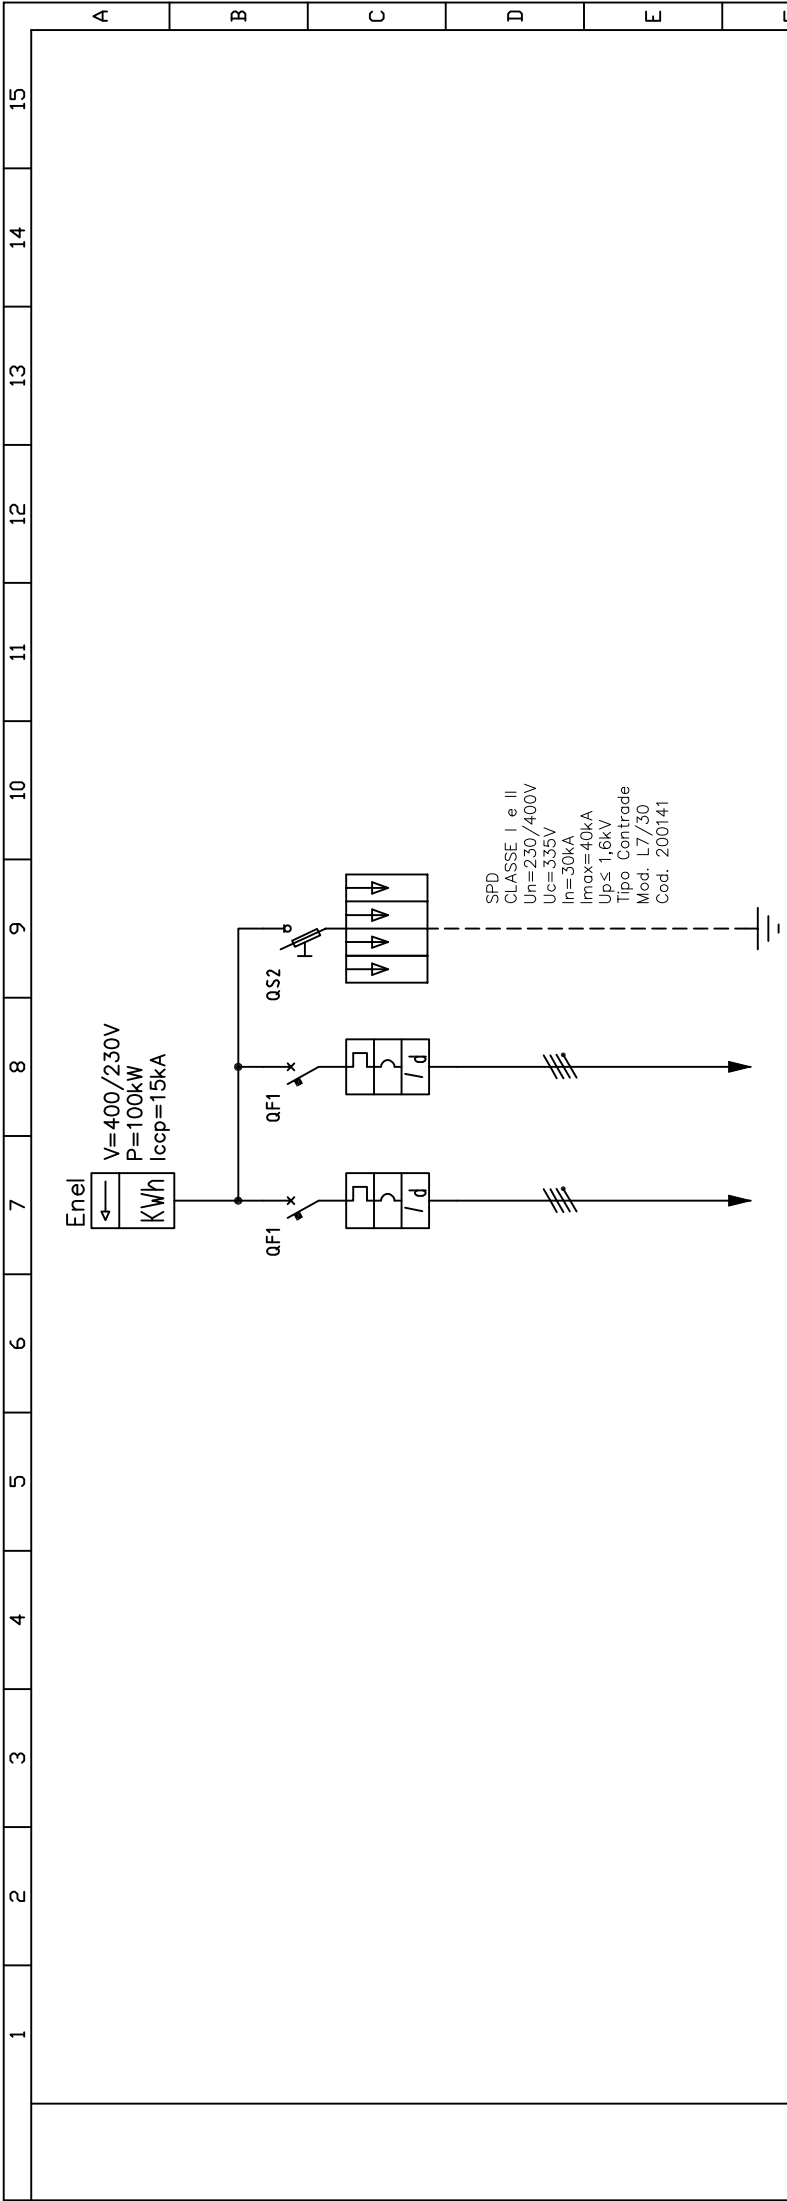 1
2
3
4
5
6
7
8
9
10
11
12
13
14
15
A
B
C
D
E
Enel
KWh
V=400/230V
P=100kW
Iccp=15kA
QF1
QF1
QS2
I d
I d
SPD
CLASSE I e II
Un=230/400V
Uc=335V
In=30kA
Imax=40kA
Up≤ 1,6kV
Tipo Contrade
Mod. L7/30
Cod. 200141